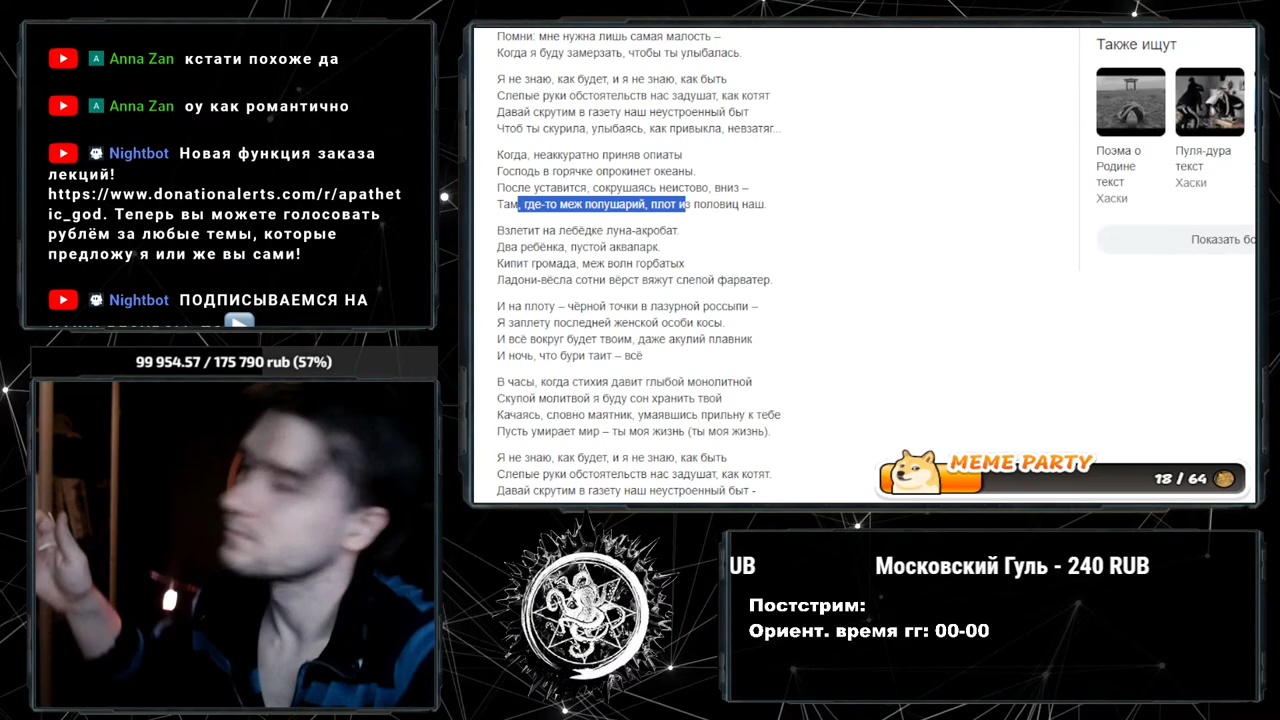 Anna Zan кстати похоже да
Anna Zan оу как романтично
Nightbot Новая функция заказа
лекций!
https://www.donationalerts.com/r/apathet
ic_god. Теперь вы можете голосовать
рублём за любые темы, которые
предложу я или же вы сами!
Nightbot ПОДПИСЫВАЕМСЯ НА
99 954.57 / 175 790 rub (57%)
Помни: мне нужна лишь самая малость –
Когда я буду замерзать, чтобы ты улыбалась.
Я не знаю, как будет, и я не знаю, как быть
Слепые руки обстоятельств нас задушат, как котят
Давай скрутим в газету наш неустроенный быт
Чтоб ты скурила, улыбаясь, как привыкла, невзатяг...
Когда, неаккуратно приняв опиаты
Господь в горячке опрокинет океаны.
После уставится, сокрушаясь неистово, вниз –
Там, где-то меж полушарий, плот из половиц наш.
Взлетит на лебёдке луна-акробат.
Два ребёнка, пустой аквапарк.
Кипит громада, меж волн горбатых
Ладони-вёсла сотни вёрст вяжут слепой фарватер.
И на плоту – чёрной точки в лазурной россыпи –
Я заплету последней женской особи косы.
И всё вокруг будет твоим, даже акулий плавник
И ночь, что бури таит – всё
В часы, когда стихия давит глыбой монолитной
Скупой молитвой я буду сон хранить твой
Качаясь, словно маятник, умаявшись прильну к тебе
Пусть умирает мир – ты моя жизнь (ты моя жизнь).
Я не знаю, как будет, и я не знаю, как быть
Слепые руки обстоятельств нас задушат, как котят.
Давай скрутим в газету наш неустроенный быт -
Также ищут
Поэма о
Родине
текст
Хаски
Пуля-дура
текст
Хаски
Показать бо
MEME PARTY
18 / 64
UB
Московский Гуль - 240 RUB
Постстрим:
Ориент. время гг: 00-00